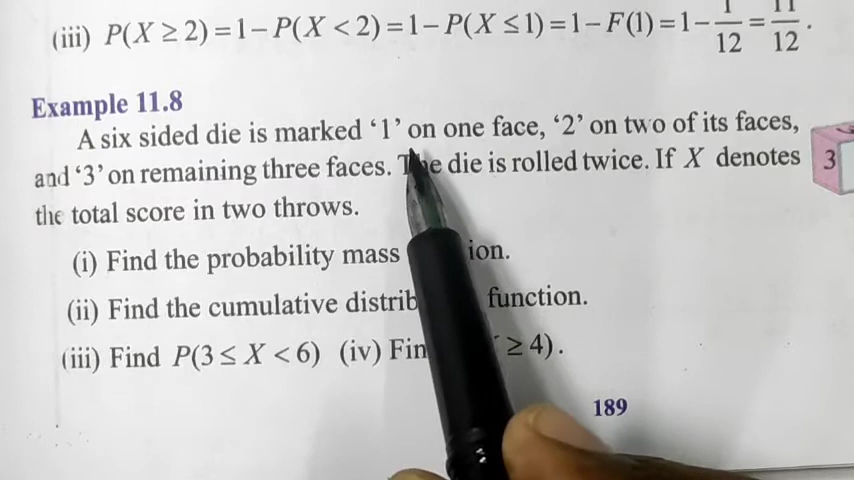 (iii) P(X ≥ 2) = 1 − P(X < 2) = 1 − P(X ≤ 1) = 1 − F(1) = 1 − 1/12 = 11/12 .
Example 11.8
A six sided die is marked ‘1’ on one face, ‘2’ on two of its faces,
and ‘3’ on remaining three faces. The die is rolled twice. If X denotes
3
the total score in two throws.
(i) Find the probability mass ion.
(ii) Find the cumulative distrib function.
(iii) Find P(3 ≤ X < 6) (iv) Fin ≥ 4) .
189